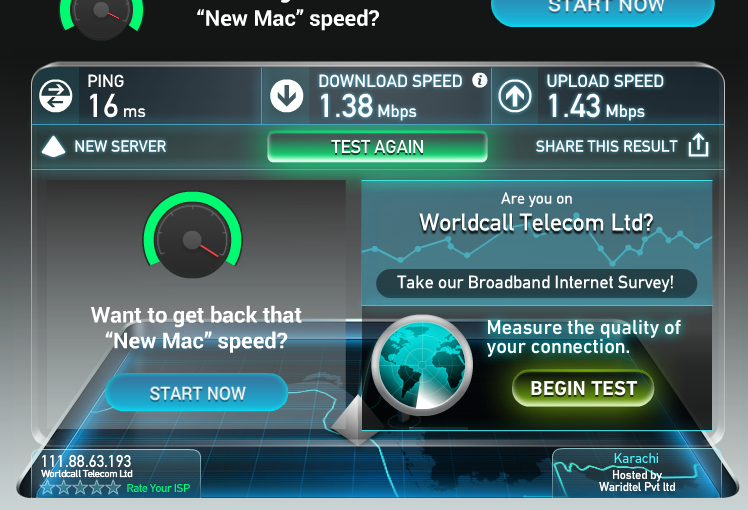 "New Mac" speed?
START NOW
PING
16 ms
DOWNLOAD SPEED
1.38 Mbps
UPLOAD SPEED
1.43 Mbps
NEW SERVER
TEST AGAIN
SHARE THIS RESULT
Want to get back that
"New Mac" speed?
START NOW
Are you on
Worldcall Telecom Ltd?
Take our Broadband Internet Survey!
Measure the quality of
your connection.
BEGIN TEST
111.88.63.193
Worldcall Telecom Ltd
Rate Your ISP
Karachi
Hosted by
Waridtel Pvt ltd